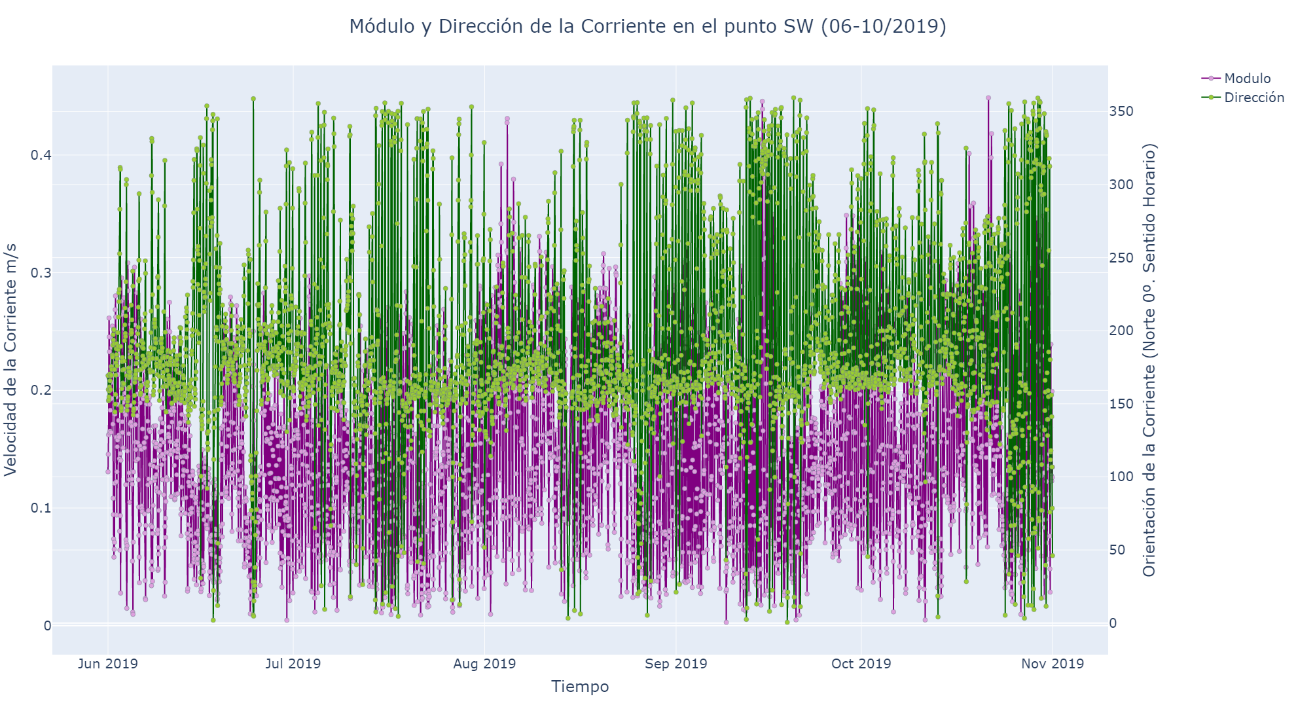 Módulo y Dirección de la Corriente en el punto SW (06-10/2019)
Modulo
Dirección
Velocidad de la Corriente m/s
0.4
0.3
0.2
0.1
0
350
300
250
200
150
100
50
0
Orientación de la Corriente (Norte 0º. Sentido Horario)
Jun 2019
Jul 2019
Aug 2019
Sep 2019
Oct 2019
Nov 2019
Tiempo